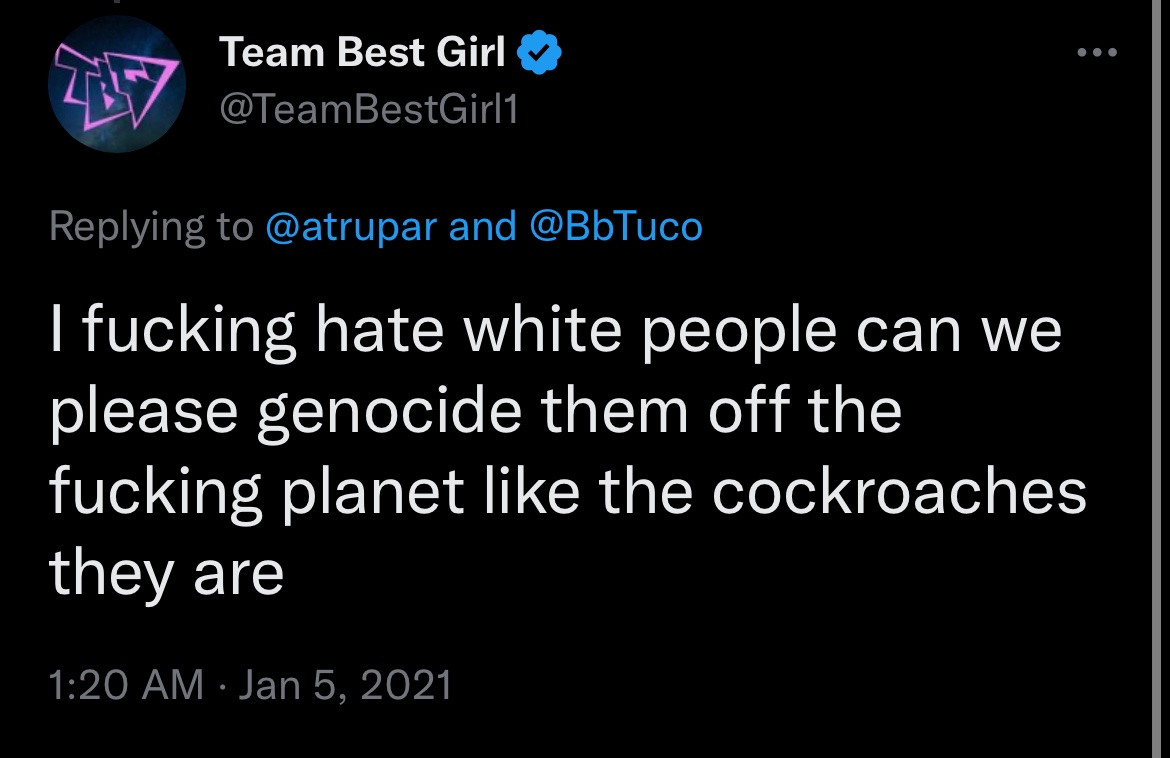 TBG
Team Best Girl
@TeamBestGirl1
Replying to @atrupar and @BbTuco
I fucking hate white people can we
please genocide them off the
fucking planet like the cockroaches
they are
1:20 AM · Jan 5, 2021